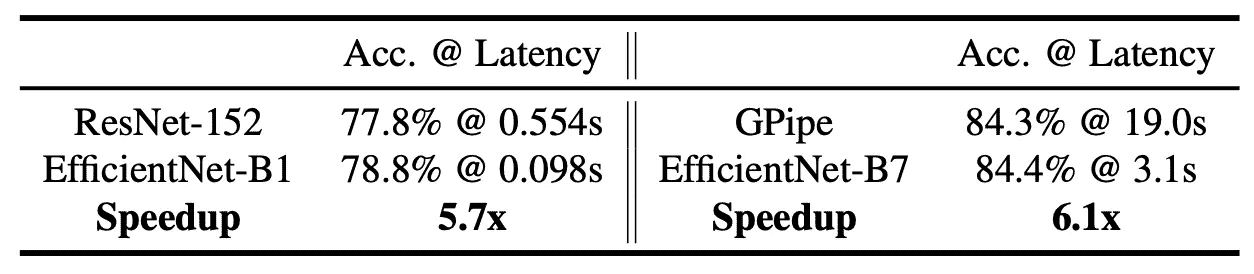 Acc. @ Latency Acc. @ Latency
ResNet-152 77.8% @ 0.554s GPipe 84.3% @ 19.0s
EfficientNet-B1 78.8% @ 0.098s EfficientNet-B7 84.4% @ 3.1s
Speedup 5.7x Speedup 6.1x